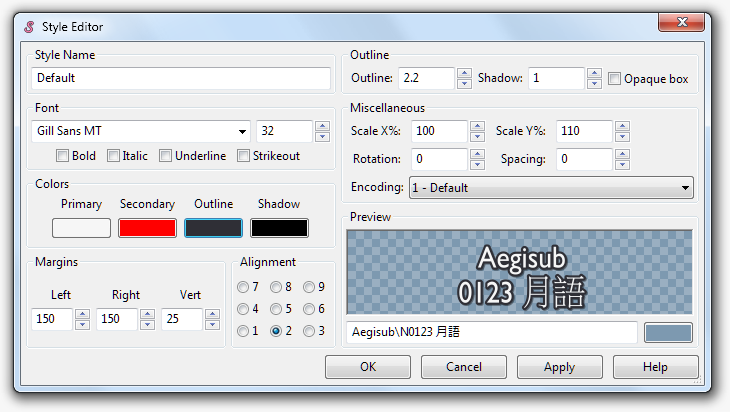 Style Editor
Style Name
Default
Font
Gill Sans MT
32
Bold Italic Underline Strikeout
Colors
Primary Secondary Outline Shadow
Margins
Left Right Vert
150 150 25
Alignment
7 8 9
4 5 6
1 2 3
Outline
Outline: 2.2 Shadow: 1 Opaque box
Miscellaneous
Scale X%: 100 Scale Y%: 110
Rotation: 0 Spacing: 0
Encoding: 1 - Default
Preview
Aegisub
0123 月語
Aegisub\N0123 月語
OK Cancel Apply Help